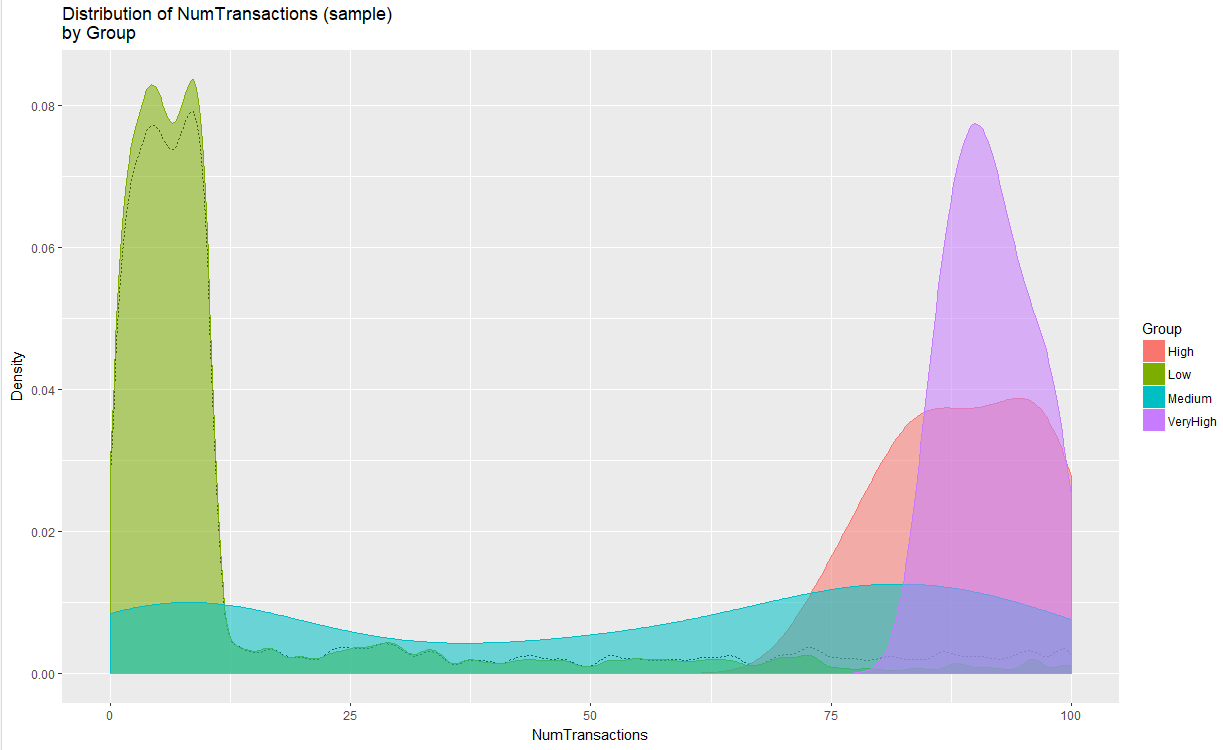 Distribution of NumTransactions (sample)
by Group
0.08
0.06
0.04
0.02
0.00
Density
0
25
50
75
100
NumTransactions
Group
High
Low
Medium
VeryHigh